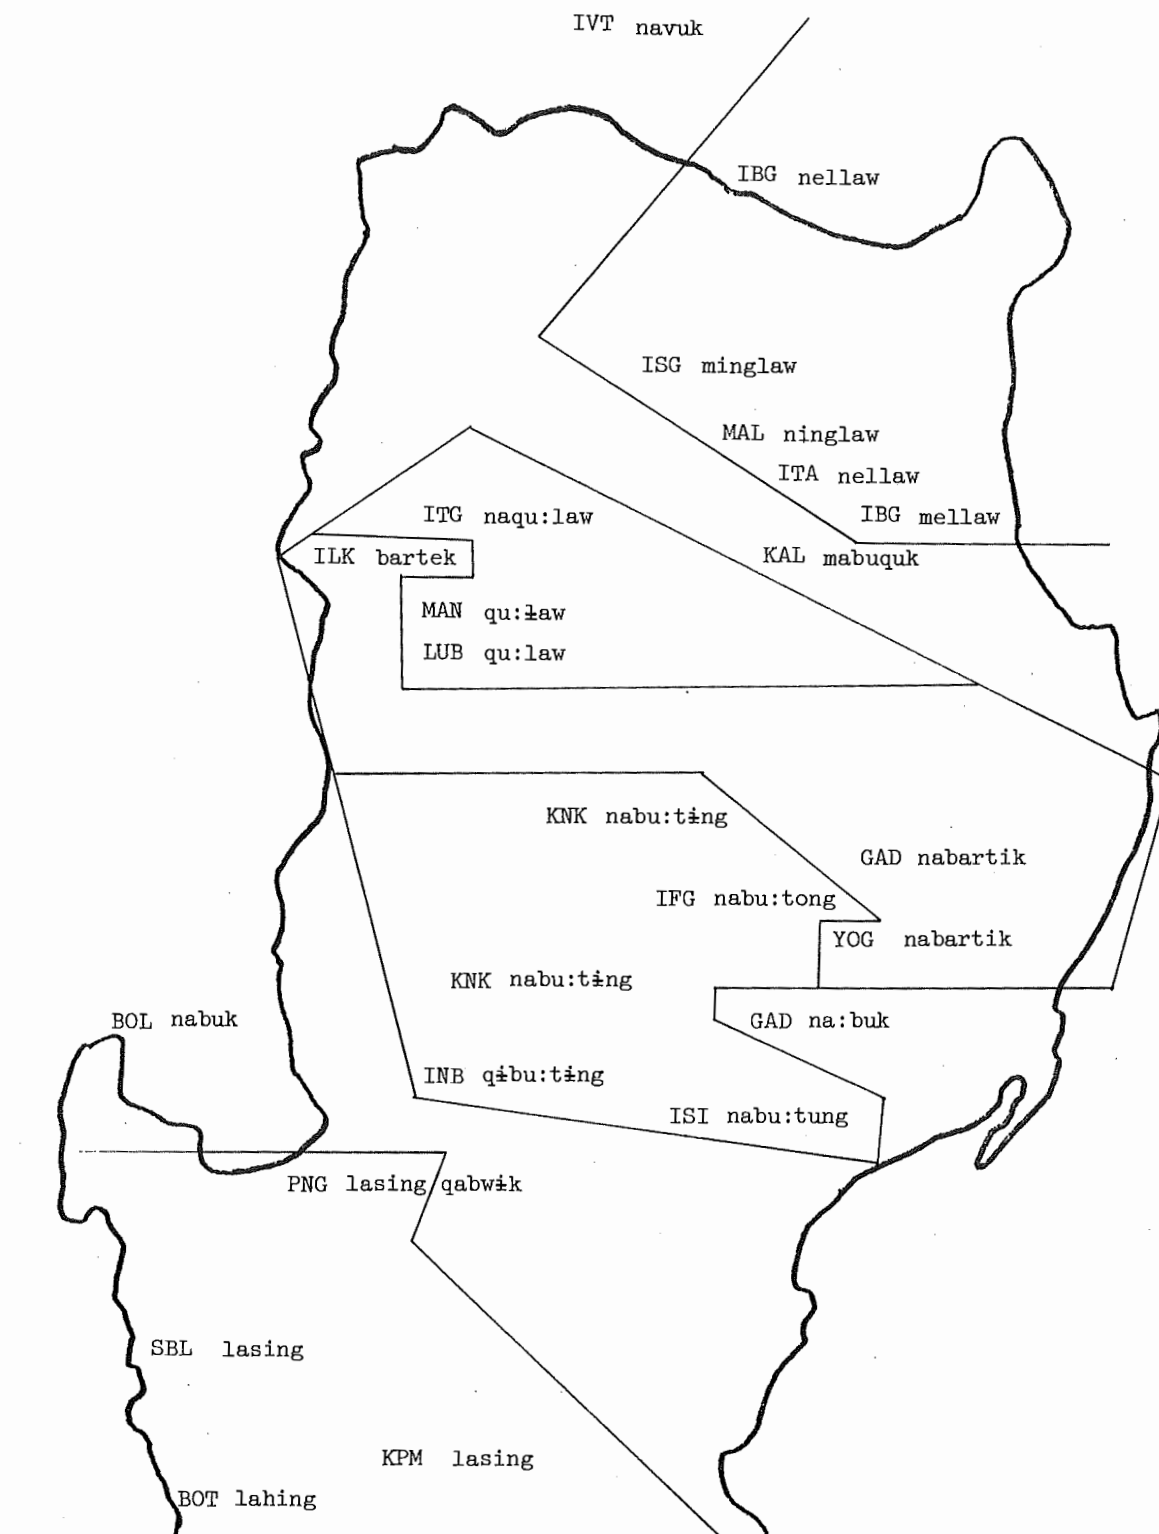 IVT navuk
IBG nellaw
ISG minglaw
MAL ninglaw
ITA nellaw
IBG mellaw
ITG naqu:law
ILK bartek
KAL mabuquk
MAN qu:ɫaw
LUB qu:law
KNK nabu:tɨng
GAD nabartik
IFG nabu:tong
YOG nabartik
KNK nabu:tɨng
BOL nabuk
GAD na:buk
INB qɨbu:tɨng
ISI nabu:tung
PNG lasing/qabwɨk
SBL lasing
KPM lasing
BOT lahing